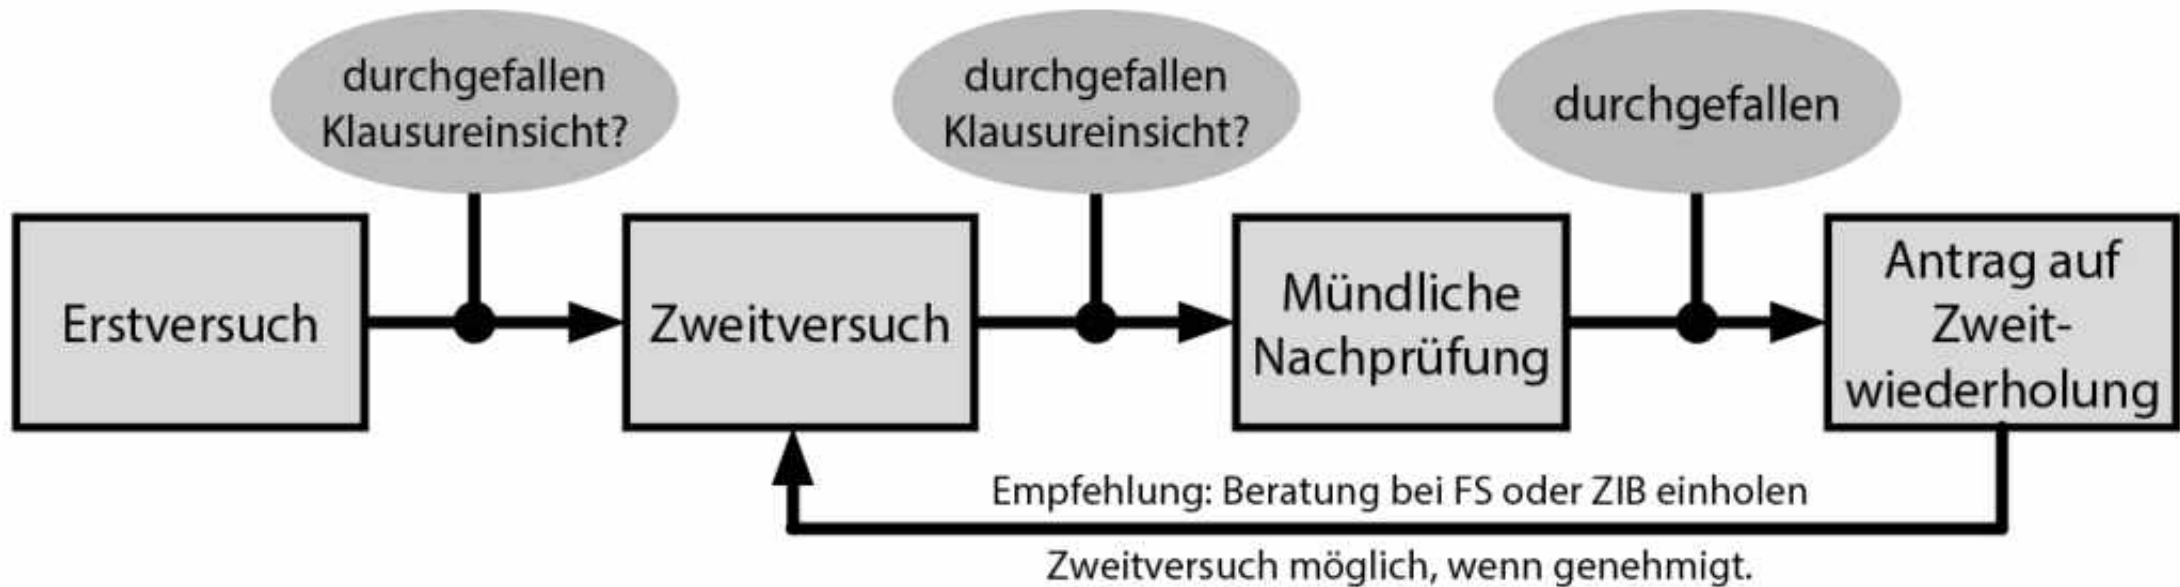 durchgefallen
Klausureinsicht?
durchgefallen
Klausureinsicht?
durchgefallen
Erstversuch
Zweitversuch
Mündliche
Nachprüfung
Antrag auf
Zweit-
wiederholung
Empfehlung: Beratung bei FS oder ZIB einholen
Zweitversuch möglich, wenn genehmigt.